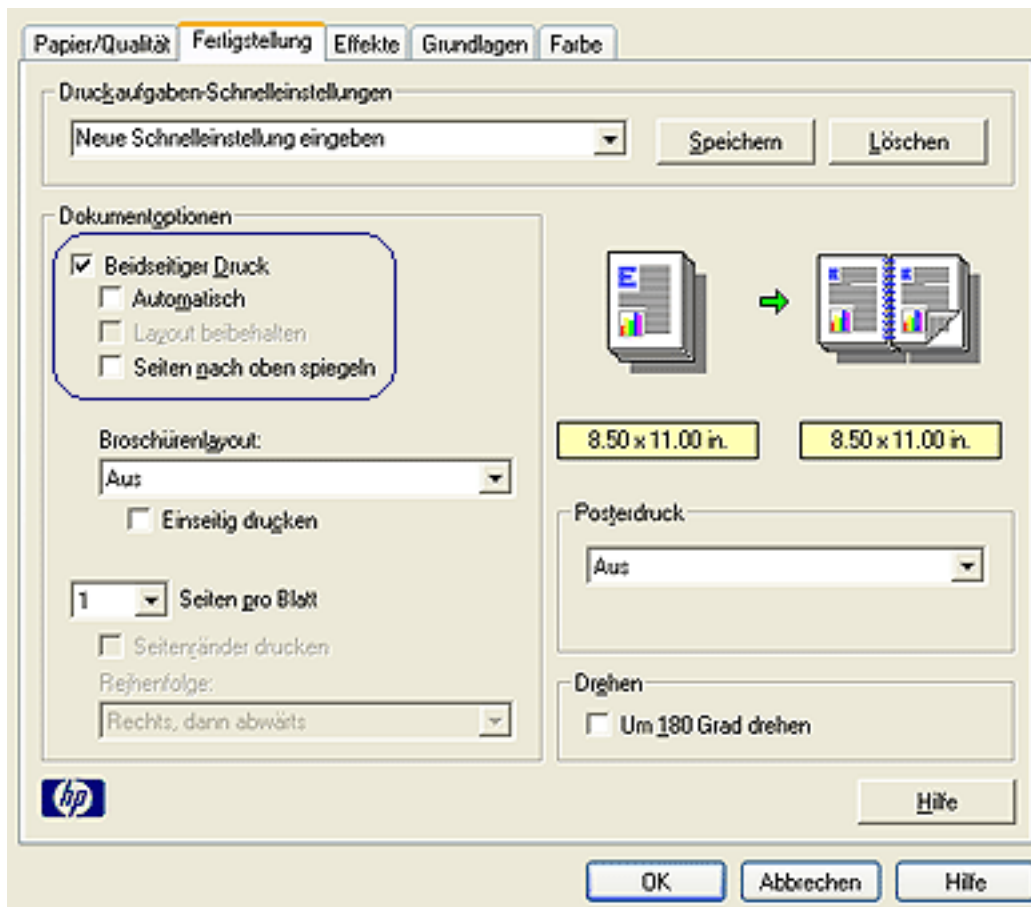 Papier/Qualität Fertigstellung Effekte Grundlagen Farbe
Druckaufgaben-Schnelleinstellungen
Neue Schnelleinstellung eingeben Speichern Löschen
Dokumentoptionen
Beidseitiger Druck
Automatisch
Layout beibehalten
Seiten nach oben spiegeln
Broschürenlayout:
Aus
Einseitig drucken
1 Seiten pro Blatt
Seitenränder drucken
Reihenfolge:
Rechts, dann abwärts
8.50 x 11.00 in. 8.50 x 11.00 in.
Posterdruck
Aus
Drehen
Um 180 Grad drehen
hp
Hilfe
OK Abbrechen Hilfe